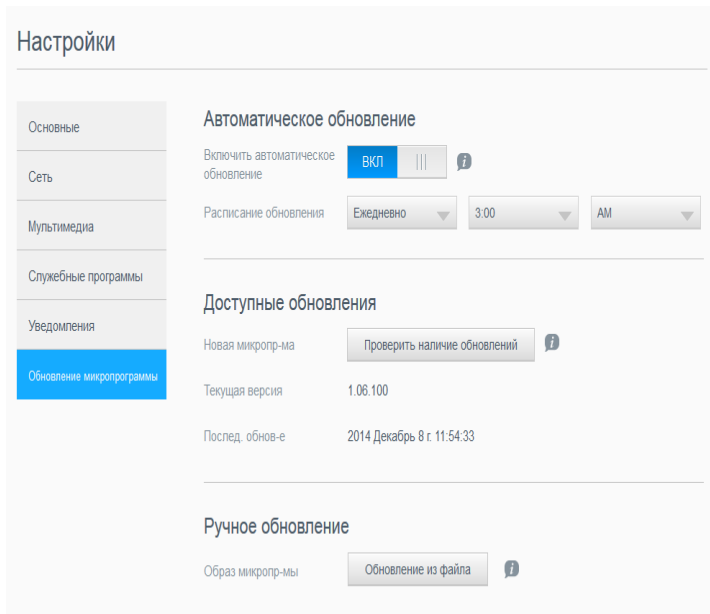 Настройки
Основные
Сеть
Мультимедиа
Служебные программы
Уведомления
Обновление микропрограммы
Автоматическое обновление
Включить автоматическое
обновление
ВКЛ
Расписание обновления
Ежедневно
3:00
AM
Доступные обновления
Новая микропр-ма
Проверить наличие обновлений
Текущая версия
1.06.100
Послед. обнов-е
2014 Декабрь 8 г. 11:54:33
Ручное обновление
Образ микропр-мы
Обновление из файла